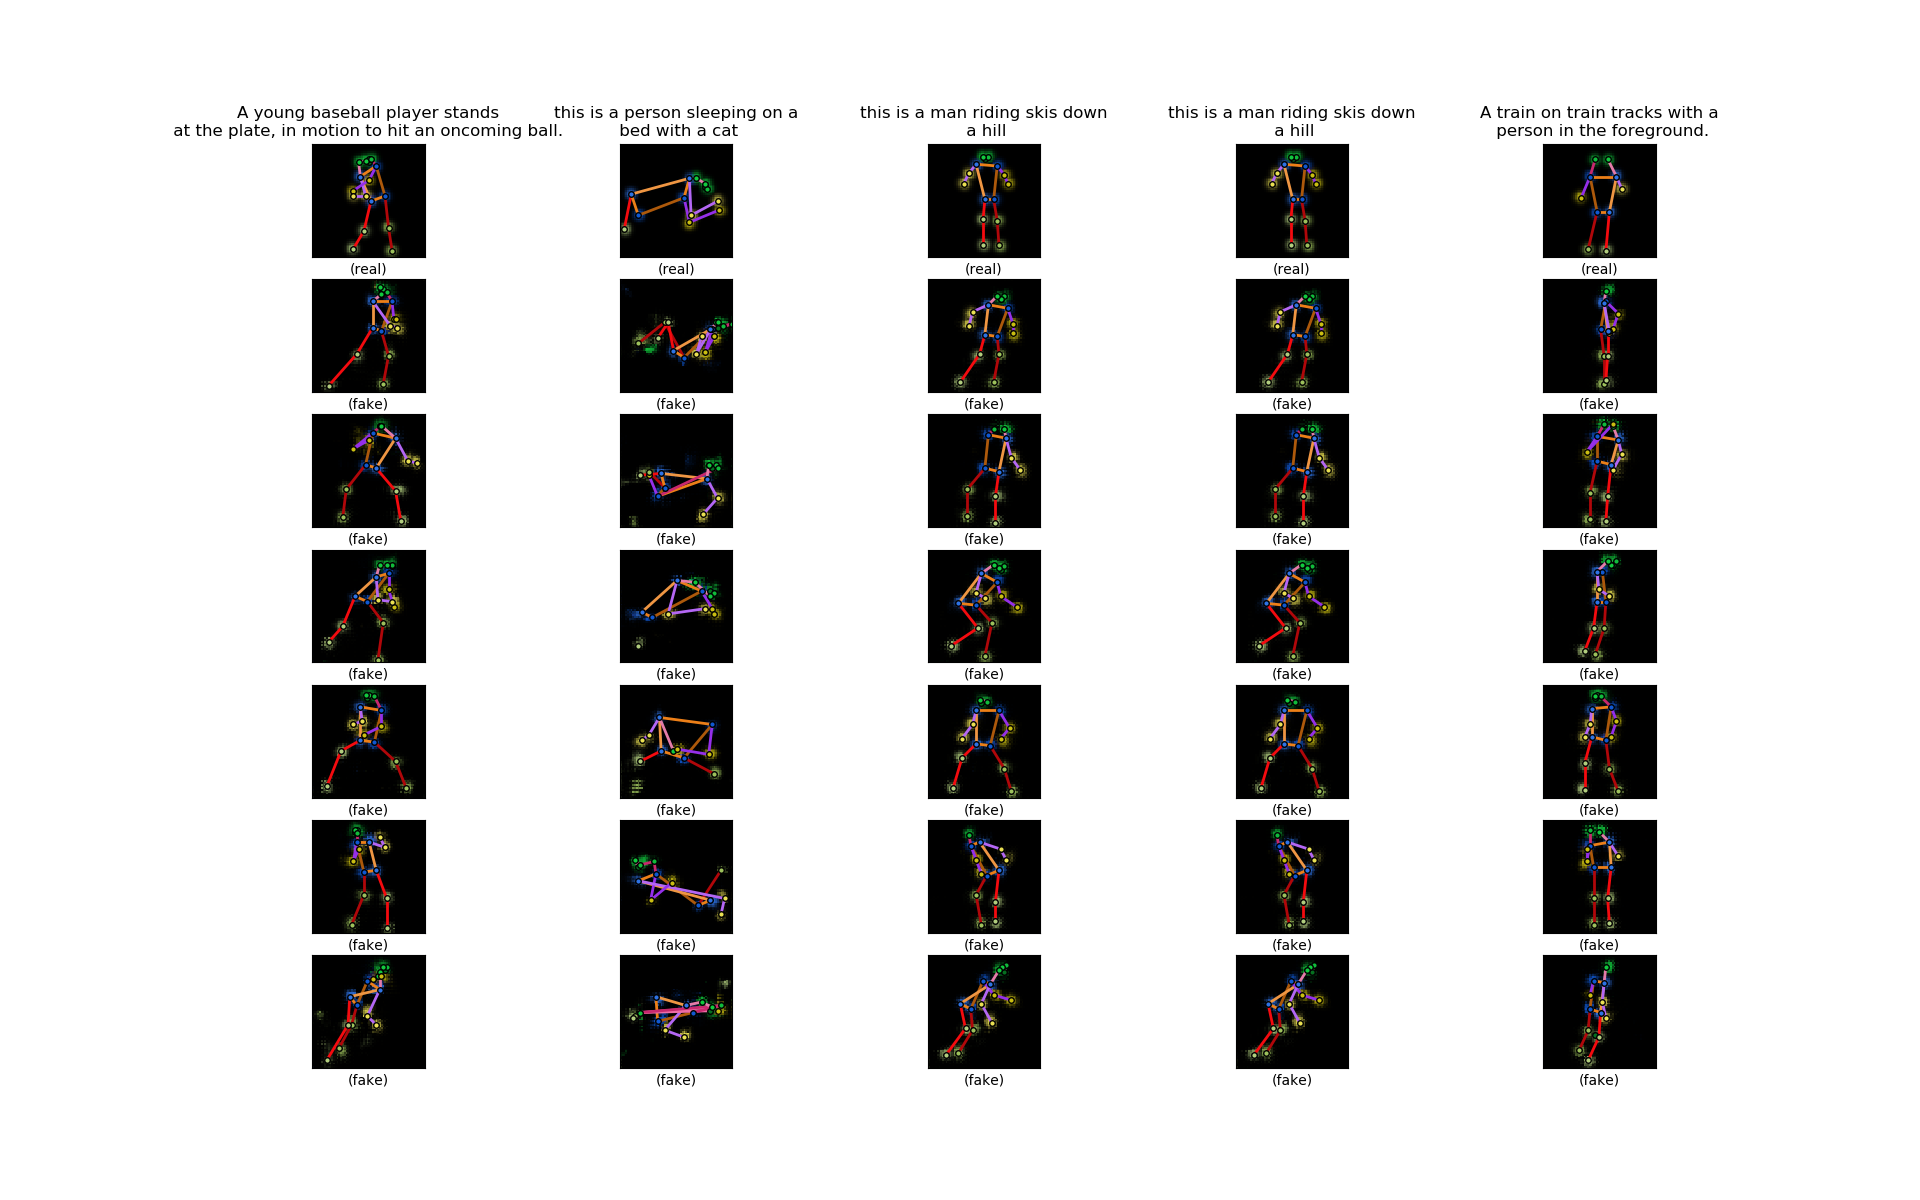 A young baseball player stands
at the plate, in motion to hit an oncoming ball.
this is a person sleeping on a
bed with a cat
this is a man riding skis down
a hill
this is a man riding skis down
a hill
A train on train tracks with a
person in the foreground.
(real) (real) (real) (real) (real)
(fake) (fake) (fake) (fake) (fake)
(fake) (fake) (fake) (fake) (fake)
(fake) (fake) (fake) (fake) (fake)
(fake) (fake) (fake) (fake) (fake)
(fake) (fake) (fake) (fake) (fake)
(fake) (fake) (fake) (fake) (fake)